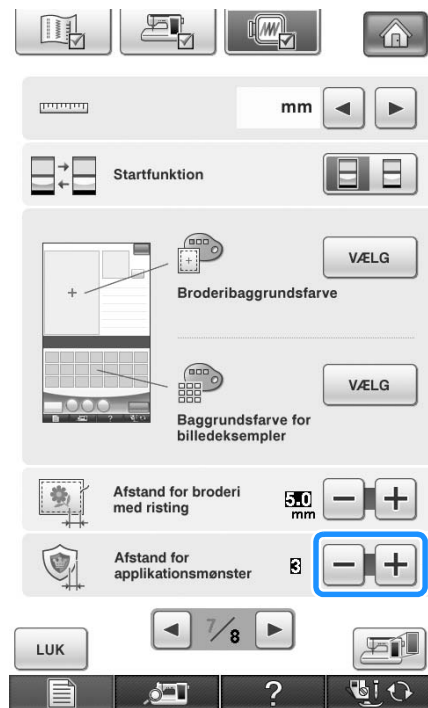 mm
Startfunktion
VÆLG
Broderibaggrundsfarve
VÆLG
Baggrundsfarve for
billedeksempler
Afstand for broderi
med risting
5.0
mm
Afstand for
applikationsmønster
3
7/8
LUK
?